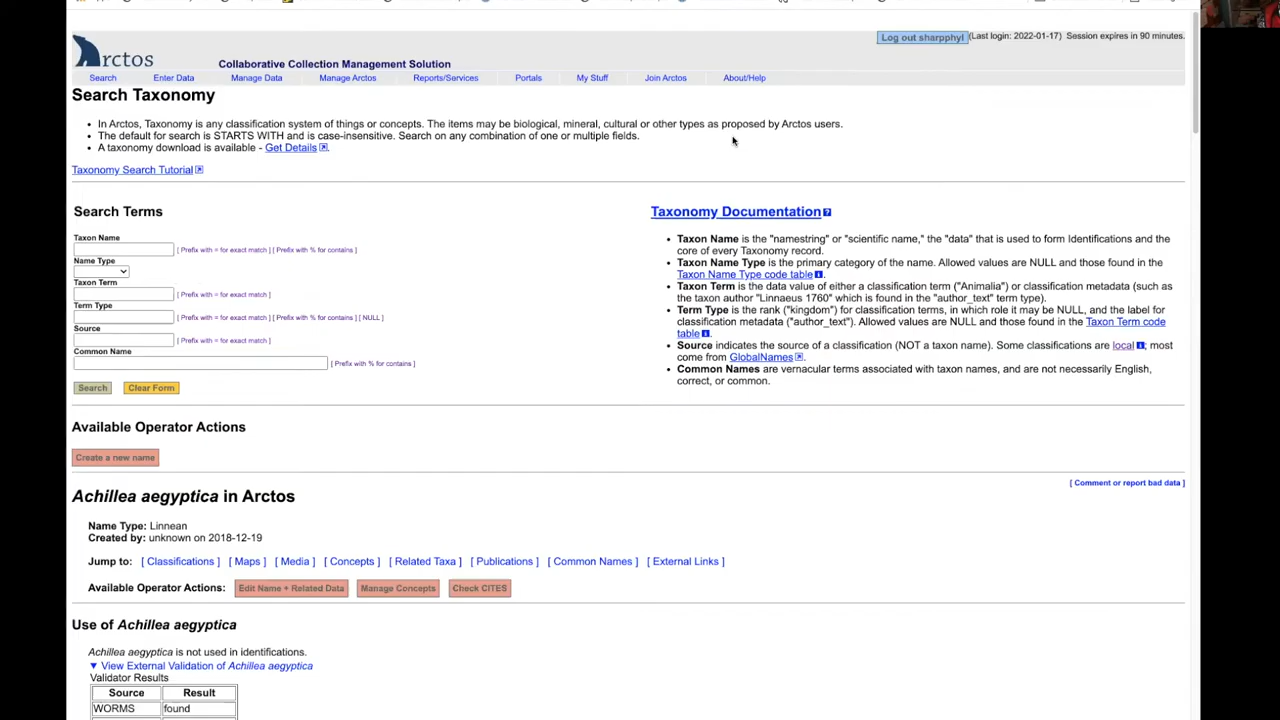 Log out sharpphyl (Last login: 2022-01-17) Session expires in 90 minutes.
Arctos Collaborative Collection Management Solution
Search Enter Data Manage Data Manage Arctos Reports/Services Portals My Stuff Join Arctos About/Help
Search Taxonomy
• In Arctos, Taxonomy is any classification system of things or concepts. The items may be biological, mineral, cultural or other types as proposed by Arctos users.
• The default for search is STARTS WITH and is case-insensitive. Search on any combination of one or multiple fields.
• A taxonomy download is available - Get Details.
Taxonomy Search Tutorial
Search Terms
Taxon Name
[ Prefix with = for exact match ] [ Prefix with % for contains ]
Name Type
Taxon Term
[ Prefix with = for exact match ]
Term Type
[ Prefix with = for exact match ] [ Prefix with % for contains ] [ NULL ]
Source
[ Prefix with = for exact match ]
Common Name
[ Prefix with % for contains ]
Search Clear Form
Taxonomy Documentation
• Taxon Name is the "namestring" or "scientific name," the "data" that is used to form Identifications and the
core of every Taxonomy record.
• Taxon Name Type is the primary category of the name. Allowed values are NULL and those found in the
Taxon Name Type code table.
• Taxon Term is the data value of either a classification term ("Animalia") or classification metadata (such as
the taxon author "Linnaeus 1760" which is found in the "author_text" term type).
• Term Type is the rank ("kingdom") for classification terms, in which role it may be NULL, and the label for
classification metadata ("author_text"). Allowed values are NULL and those found in the Taxon Term code
table.
• Source indicates the source of a classification (NOT a taxon name). Some classifications are local; most
come from GlobalNames.
• Common Names are vernacular terms associated with taxon names, and are not necessarily English,
correct, or common.
Available Operator Actions
Create a new name
[ Comment or report bad data ]
Achillea aegyptica in Arctos
Name Type: Linnean
Created by: unknown on 2018-12-19
Jump to: [ Classifications ] [ Maps ] [ Media ] [ Concepts ] [ Related Taxa ] [ Publications ] [ Common Names ] [ External Links ]
Available Operator Actions: Edit Name + Related Data Manage Concepts Check CITES
Use of Achillea aegyptica
Achillea aegyptica is not used in identifications.
▼ View External Validation of Achillea aegyptica
Validator Results
Source Result
WORMS found